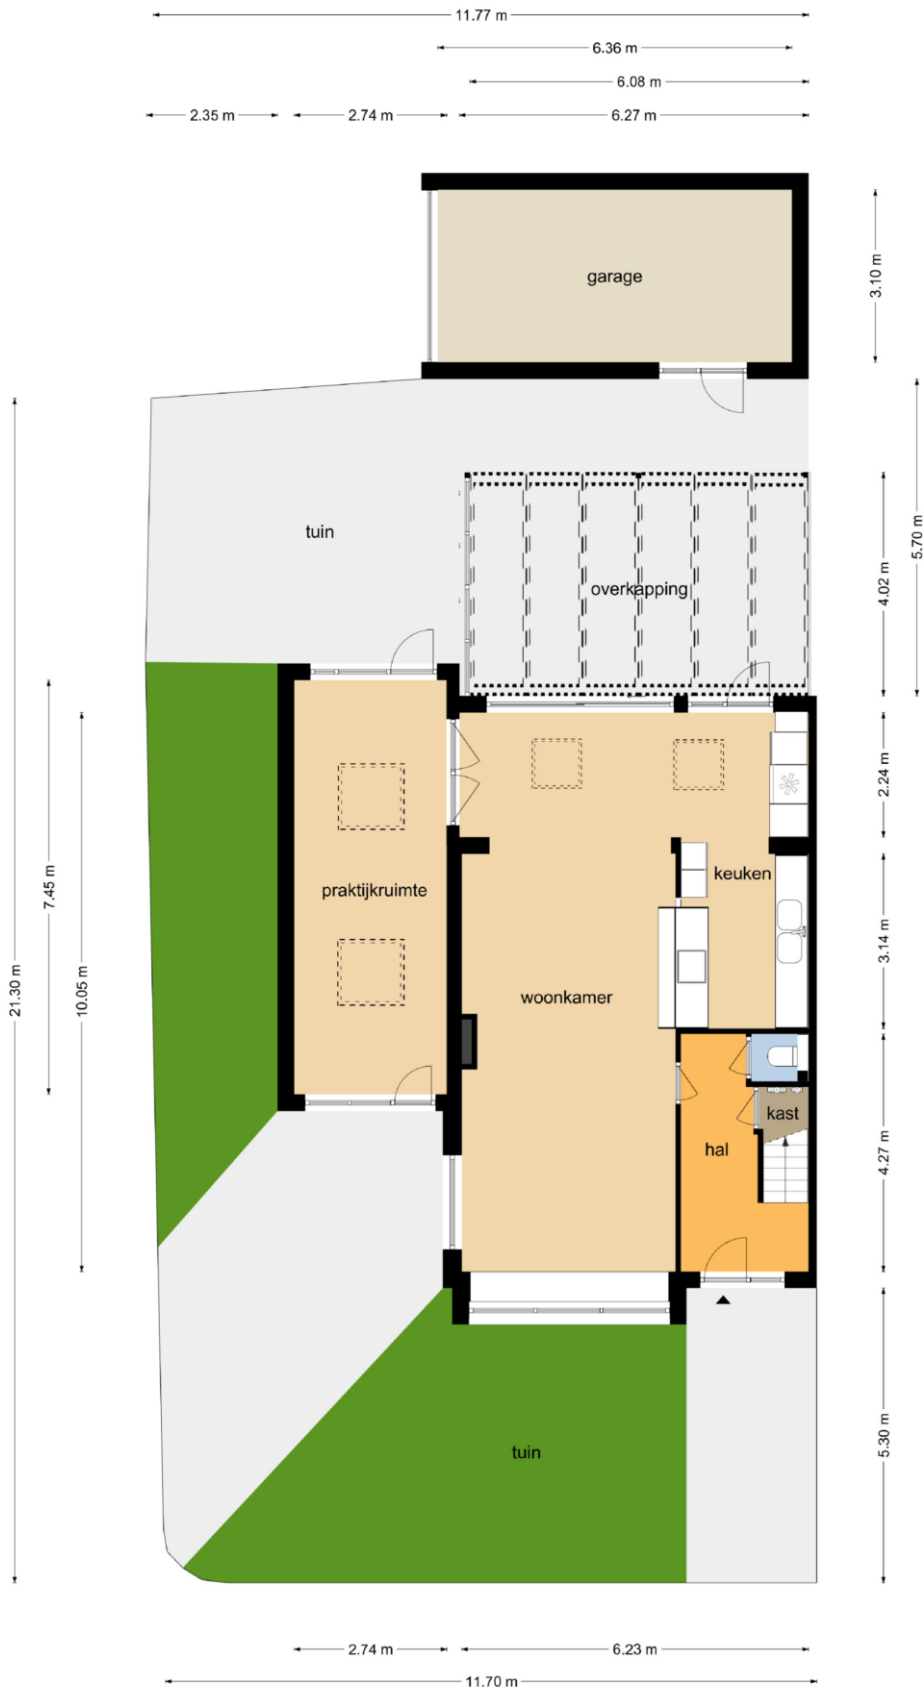 11.77 m
6.36 m
6.08 m
2.35 m
2.74 m
6.27 m
garage
3.10 m
tuin
overkapping
5.70 m
4.02 m
2.24 m
keuken
praktijkruimte
7.45 m
3.14 m
10.05 m
21.30 m
woonkamer
kast
hal
4.27 m
tuin
5.30 m
2.74 m
6.23 m
11.70 m